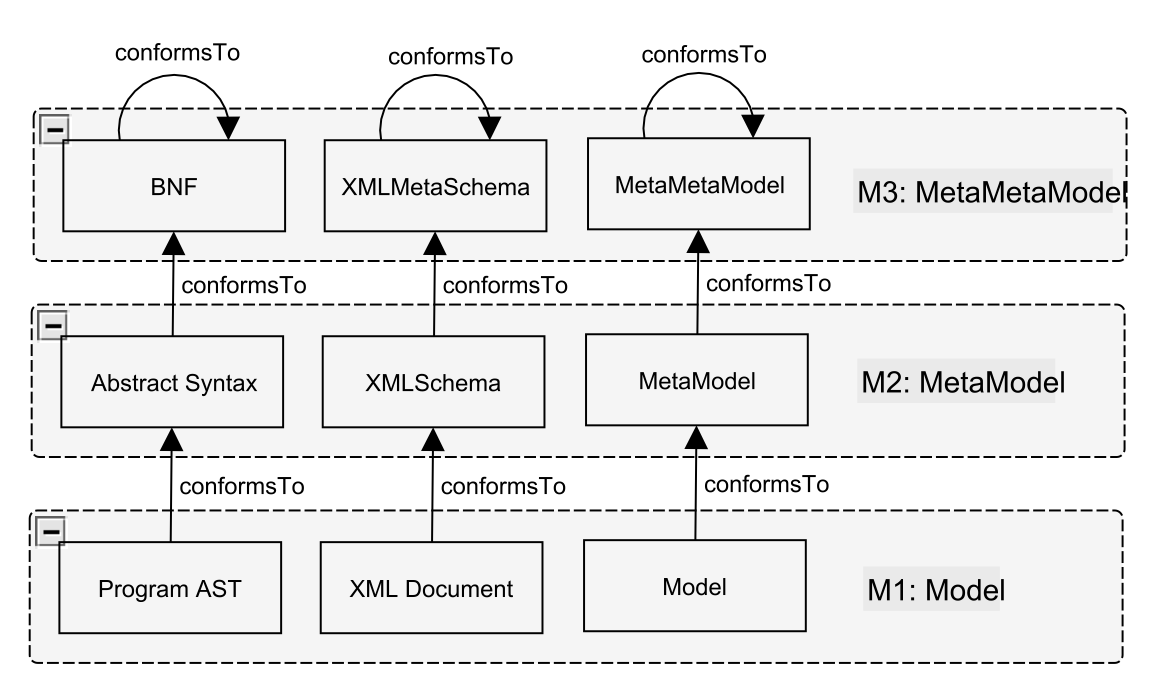 conformsTo
conformsTo
conformsTo
BNF
XMLMetaSchema
MetaMetaModel
M3: MetaMetaModel
conformsTo
conformsTo
conformsTo
Abstract Syntax
XMLSchema
MetaModel
M2: MetaModel
conformsTo
conformsTo
conformsTo
Program AST
XML Document
Model
M1: Model